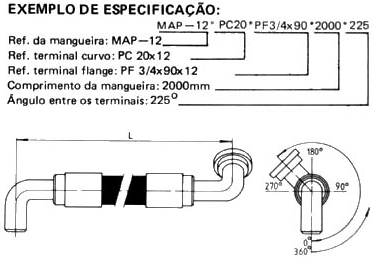 EXEMPLO DE ESPECIFICAÇÃO:
MAP-12* PC20* PF3/4x90*2000*225
Ref. da mangueira: MAP-12
Ref. terminal curvo: PC 20x12
Ref. terminal flange: PF 3/4x90x12
Comprimento da mangueira: 2000mm
Ângulo entre os terminais: 225°
L
180°
270°
90°
0°
360°